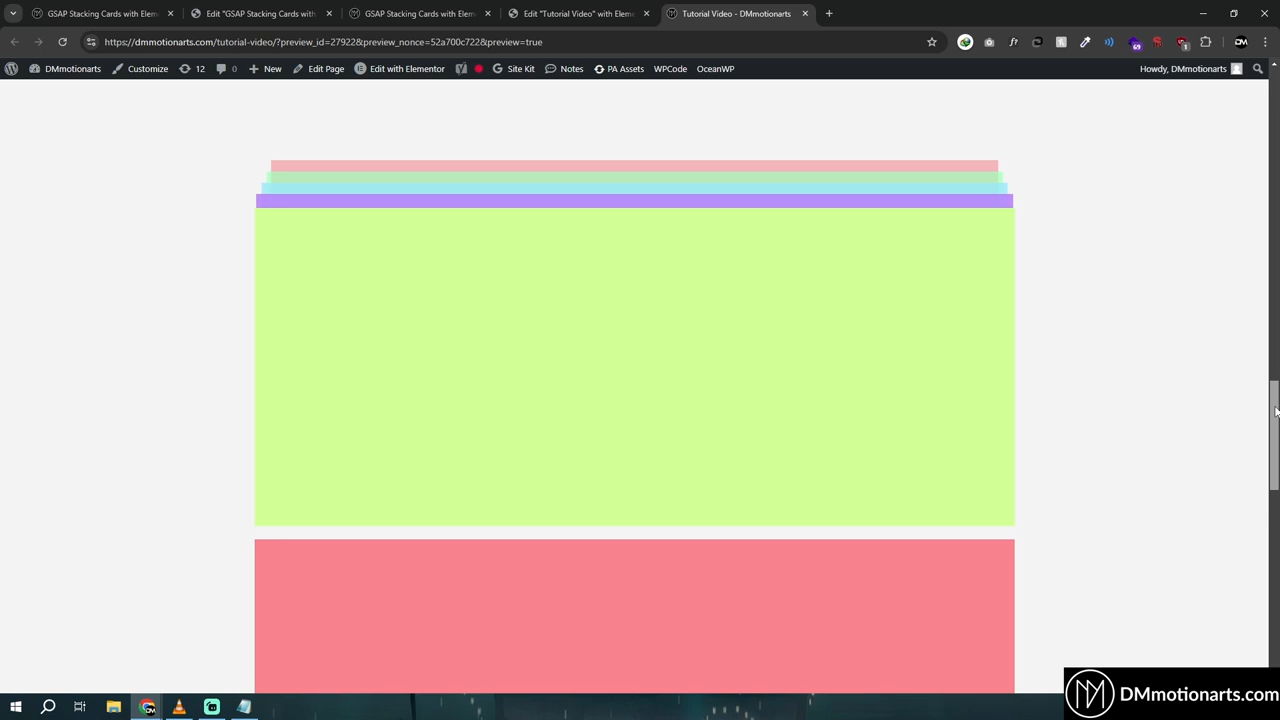 GSAP Stacking Cards with Elem
Edit "GSAP Stacking Cards with
GSAP Stacking Cards with Elem
Edit "Tutorial Video" with Eleme
Tutorial Video - DMmotionarts
https://dmmotionarts.com/tutorial-video/?preview_id=27922&preview_nonce=52a700c722&preview=true
DMmotionarts
Customize
12
0
New
Edit Page
Edit with Elementor
Site Kit
Notes
PA Assets
WPCode
OceanWP
Howdy, DMmotionarts
DMmotionarts.com